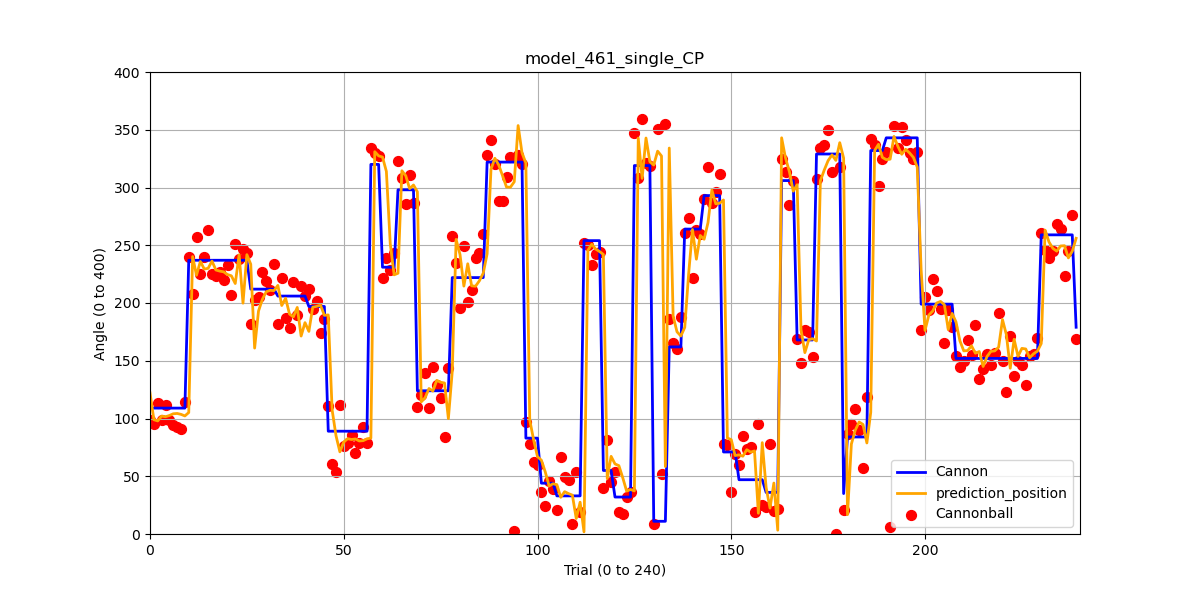 model_461_single_CP
400
350
300
250
200
150
100
50
0
Angle (0 to 400)
0
50
100
150
200
Trial (0 to 240)
Cannon
prediction_position
Cannonball